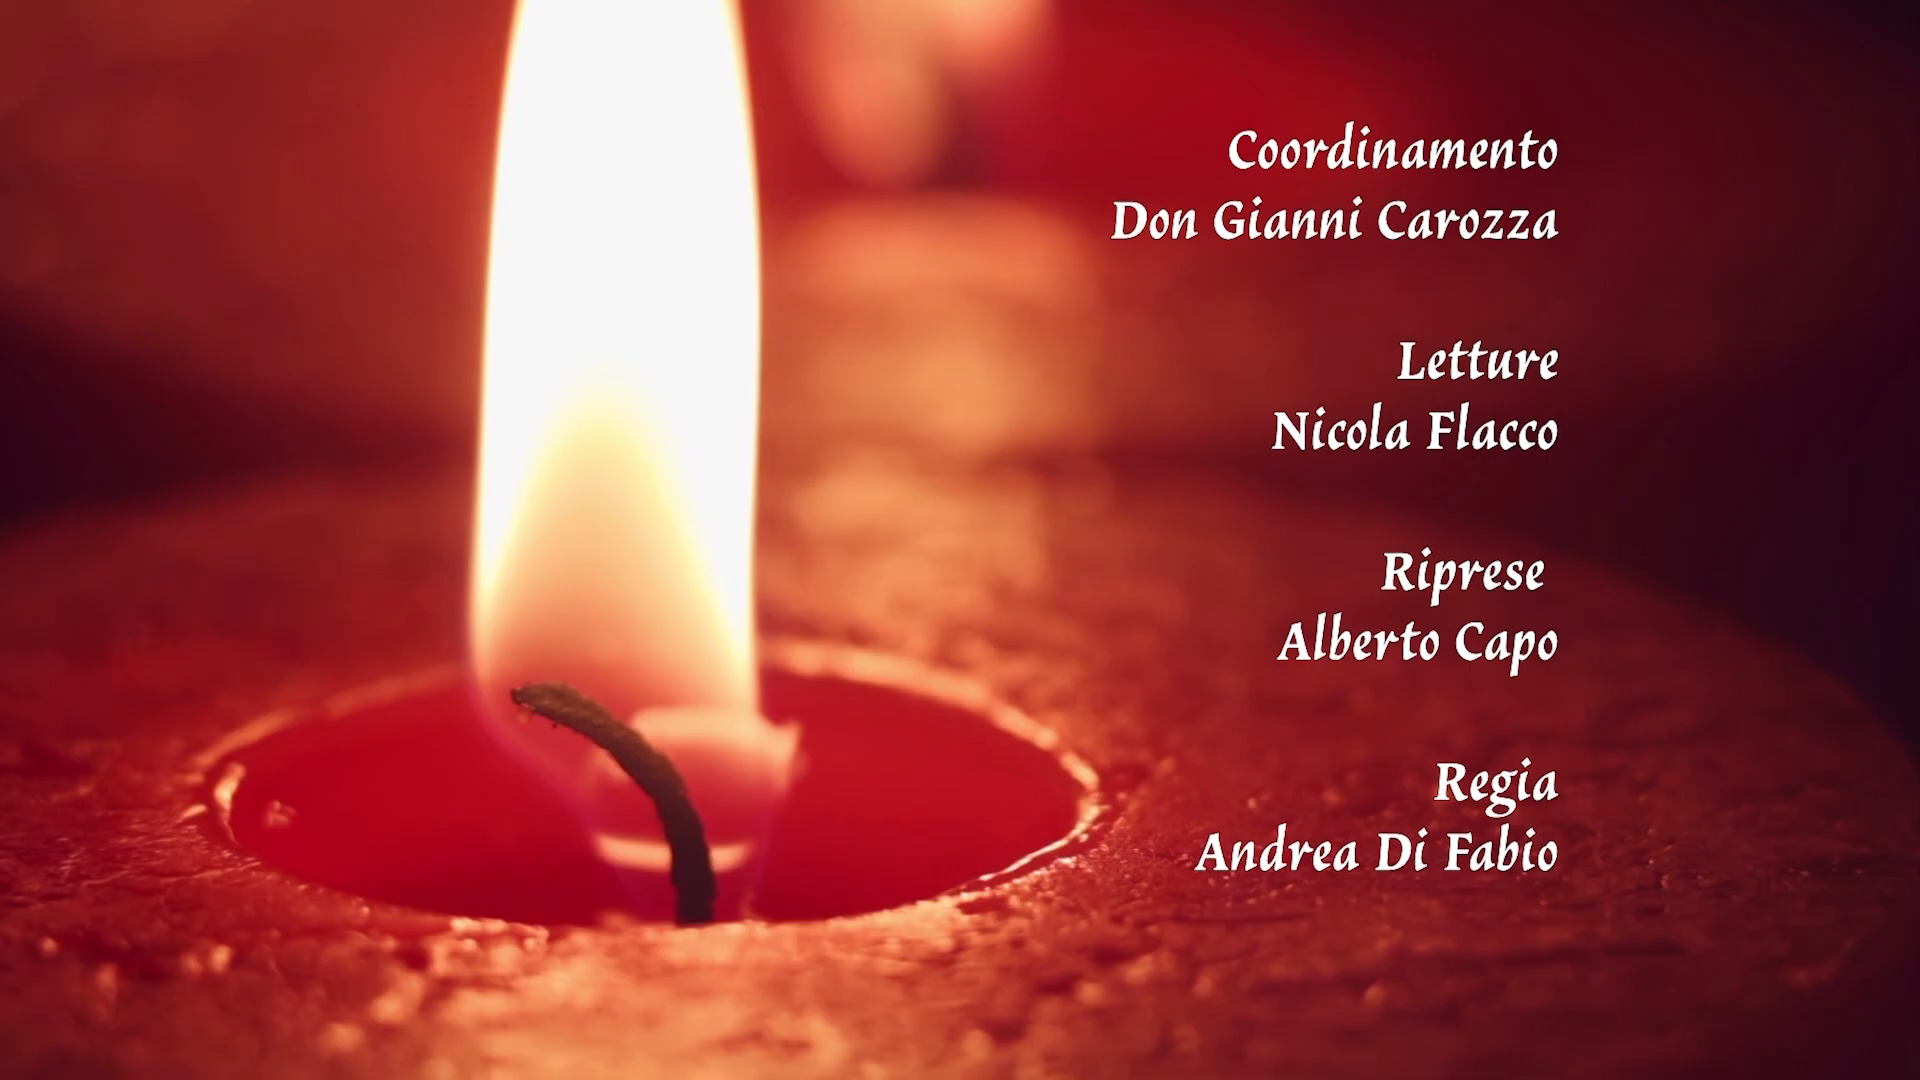 Coordinamento
Don Gianni Carozza
Letture
Nicola Flacco
Riprese
Alberto Capo
Regia
Andrea Di Fabio